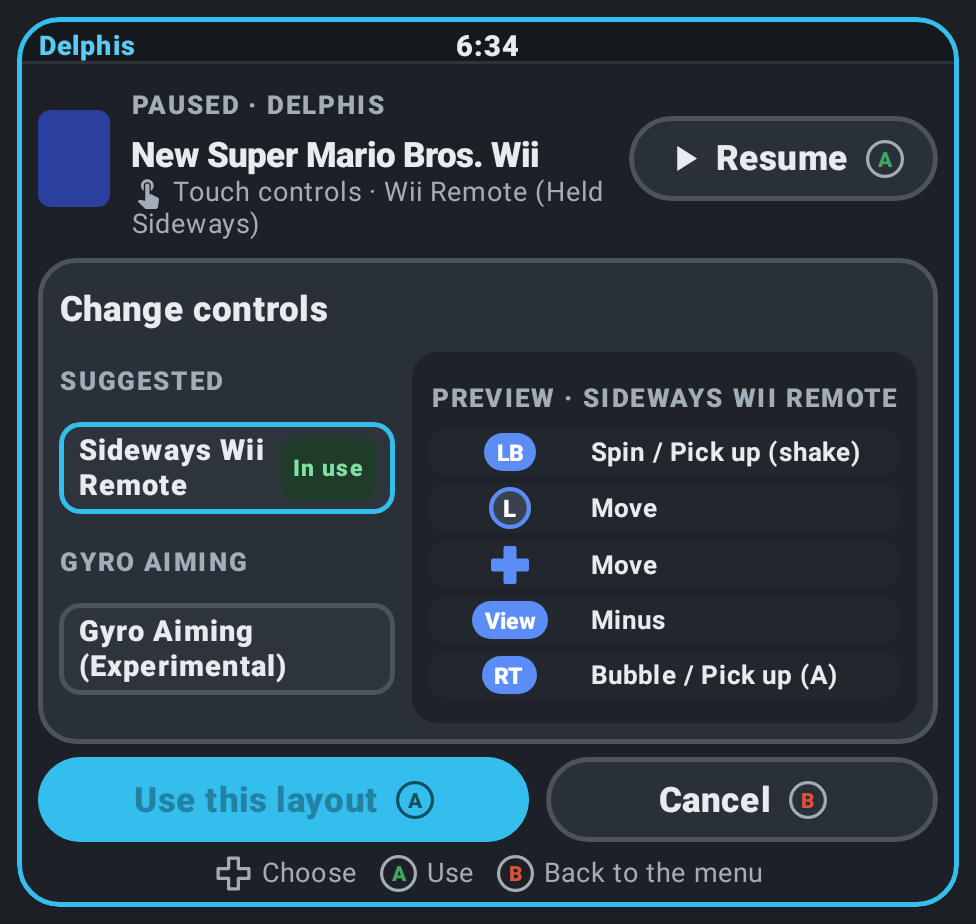 Delphis
6:34
PAUSED · DELPHIS
New Super Mario Bros. Wii
Touch controls · Wii Remote (Held
Sideways)
Resume A
Change controls
SUGGESTED
Sideways Wii
Remote
In use
GYRO AIMING
Gyro Aiming
(Experimental)
PREVIEW · SIDEWAYS WII REMOTE
LB Spin / Pick up (shake)
L Move
Move
View Minus
RT Bubble / Pick up (A)
Use this layout A
Cancel B
Choose A Use B Back to the menu